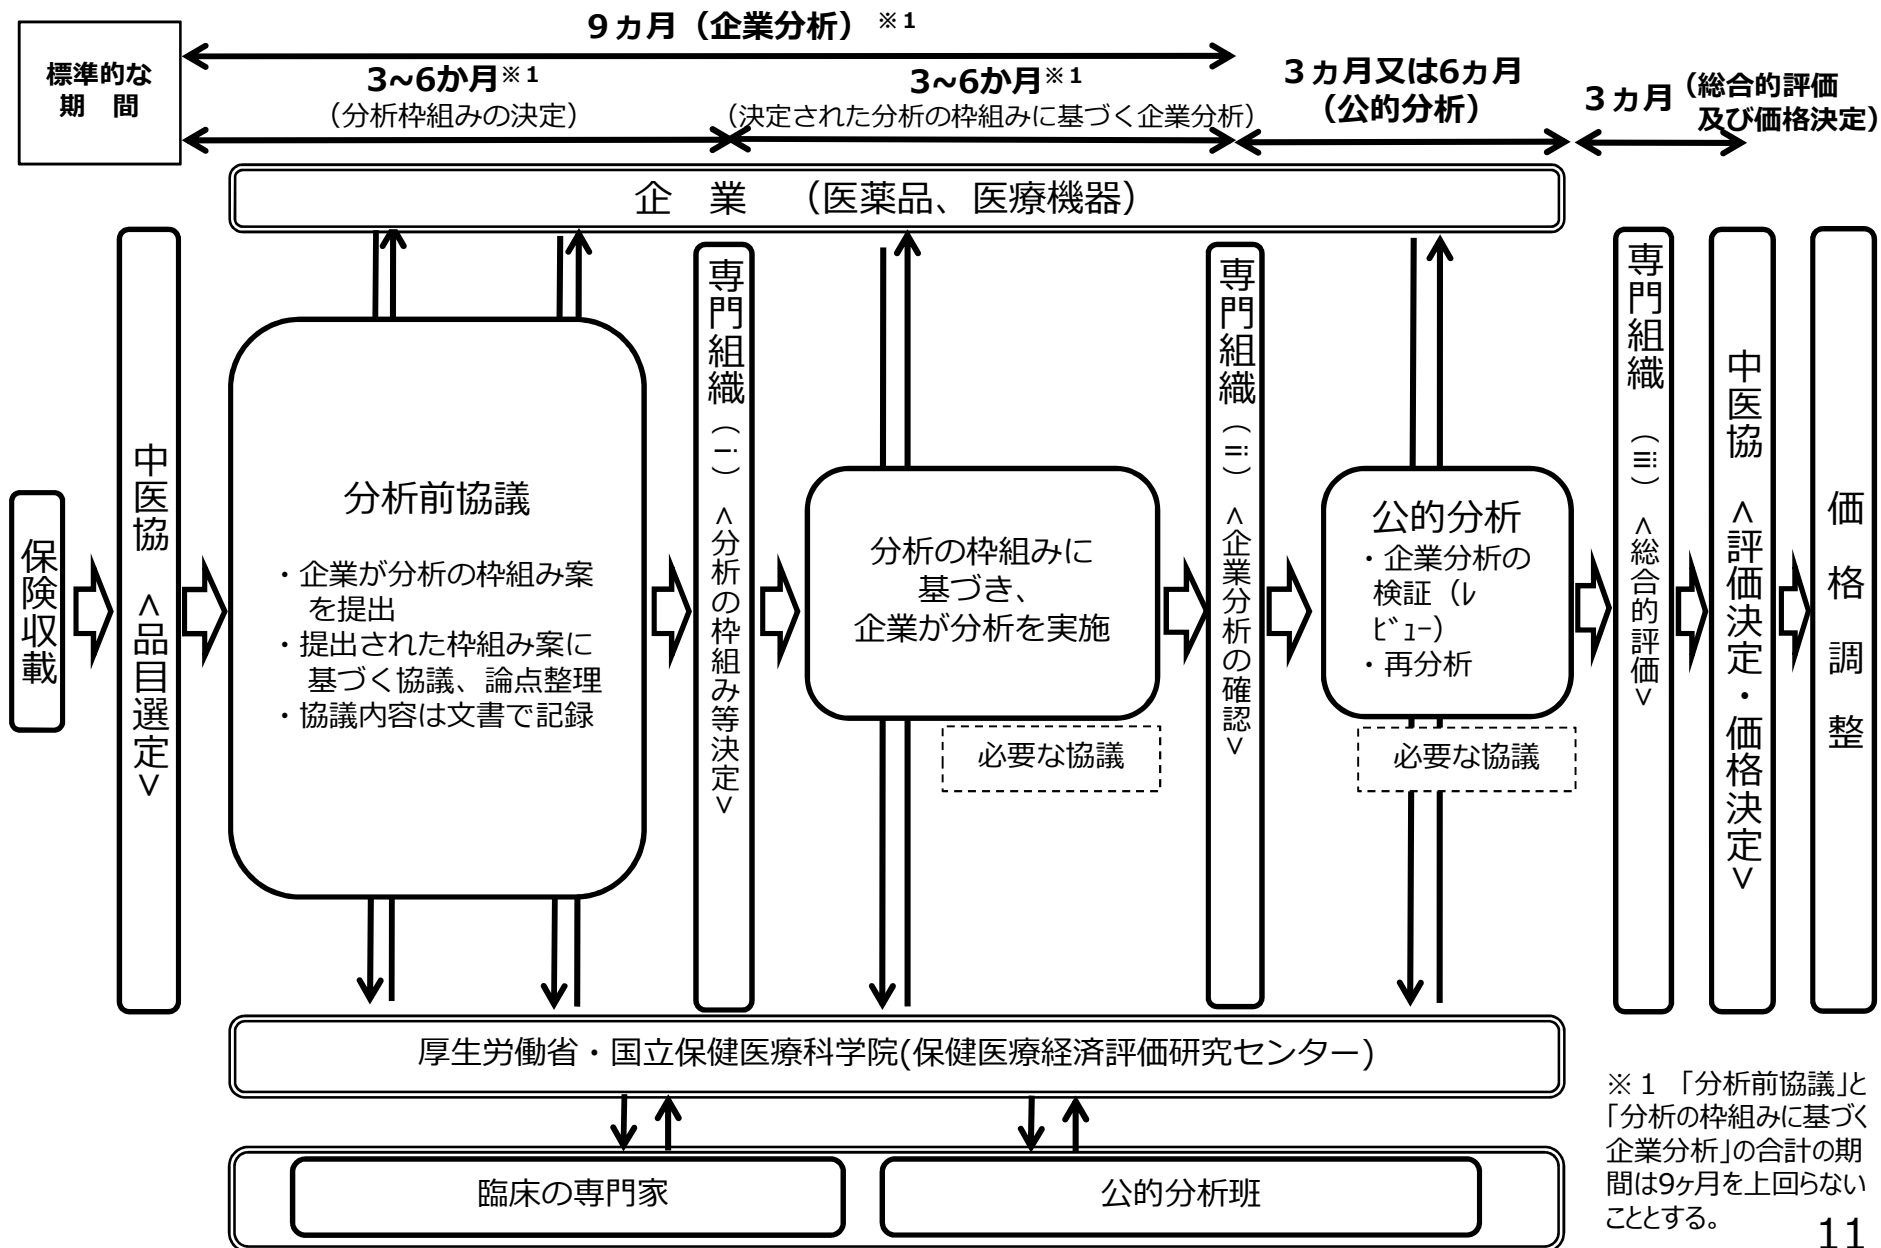 標準的な
期　間
９ヵ月（企業分析）※１
3~6か月※１
（分析枠組みの決定）
3~6か月※１
（決定された分析の枠組みに基づく企業分析）
３ヵ月又は6ヵ月
（公的分析）
３ヵ月（総合的評価
及び価格決定）
企　業　（医薬品、医療機器）
保険収載
中医協　<品目選定>
分析前協議
・企業が分析の枠組み案
を提出
・提出された枠組み案に
基づく協議、論点整理
・協議内容は文書で記録
専門組織（ⅰ）<分析の枠組み等決定>
分析の枠組みに
基づき、
企業が分析を実施
必要な協議
専門組織（ⅱ）<企業分析の確認>
公的分析
・企業分析の
検証（ﾚ
ﾋﾞｭｰ）
・再分析
必要な協議
専門組織　（ⅲ）<総合的評価>
中医協　<評価決定・価格決定>
価格調整
厚生労働省・国立保健医療科学院(保健医療経済評価研究センター)
臨床の専門家
公的分析班
※１　「分析前協議」と
「分析の枠組みに基づく
企業分析」の合計の期
間は9ヶ月を上回らない
こととする。
11